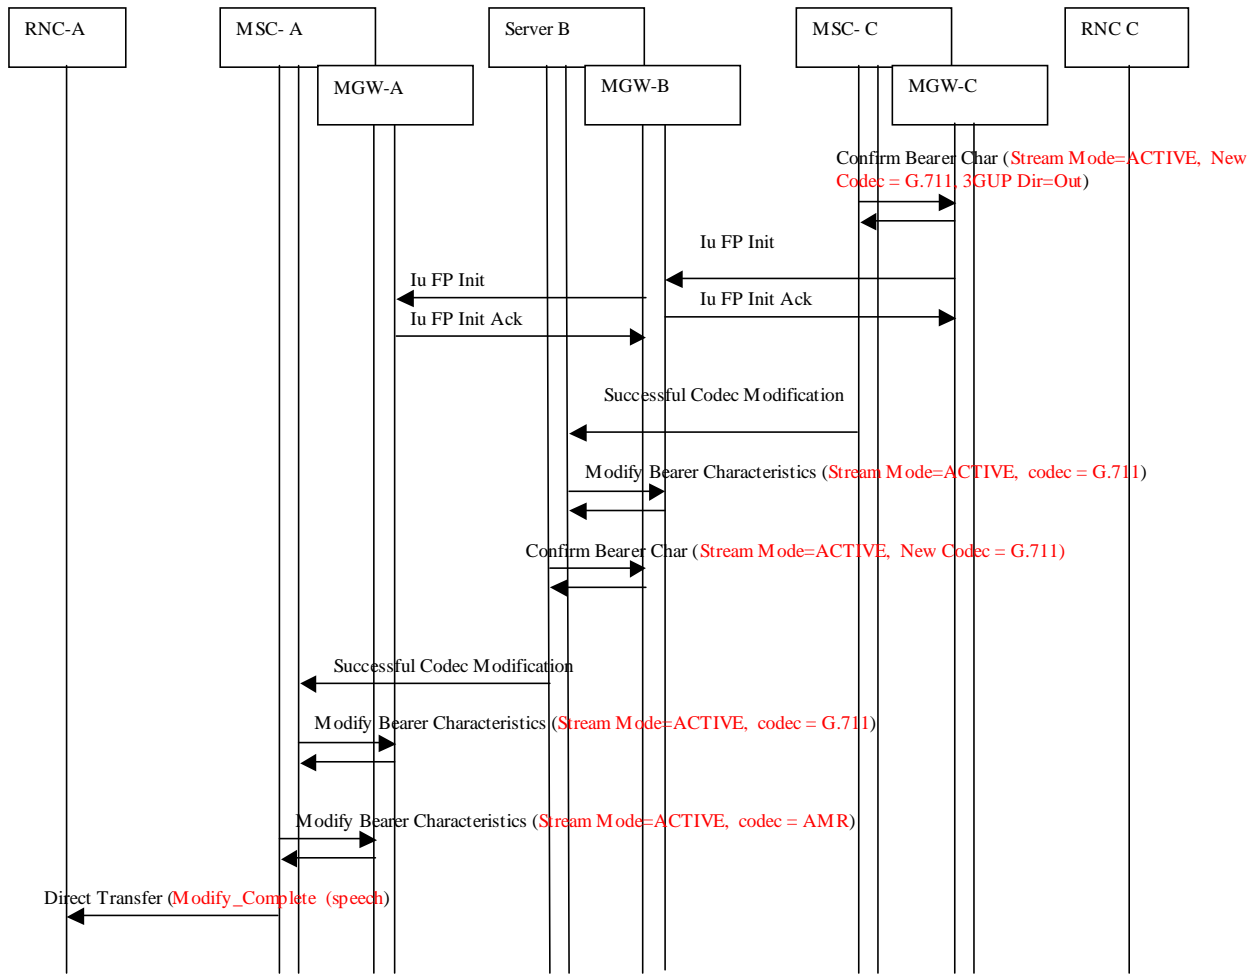 RNC-A
MSC- A
Server B
MSC- C
RNC C
MGW-A
MGW-B
MGW-C
Confirm Bearer Char (Stream Mode=ACTIVE, New
Codec = G.711, 3GUP Dir=Out)
Iu FP Init
Iu FP Init
Iu FP Init Ack
Iu FP Init Ack
Successful Codec Modification
Modify Bearer Characteristics (Stream Mode=ACTIVE, codec = G.711)
Confirm Bearer Char (Stream Mode=ACTIVE, New Codec = G.711)
Successful Codec Modification
Modify Bearer Characteristics (Stream Mode=ACTIVE, codec = G.711)
Modify Bearer Characteristics (Stream Mode=ACTIVE, codec = AMR)
Direct Transfer (Modify_Complete (speech)